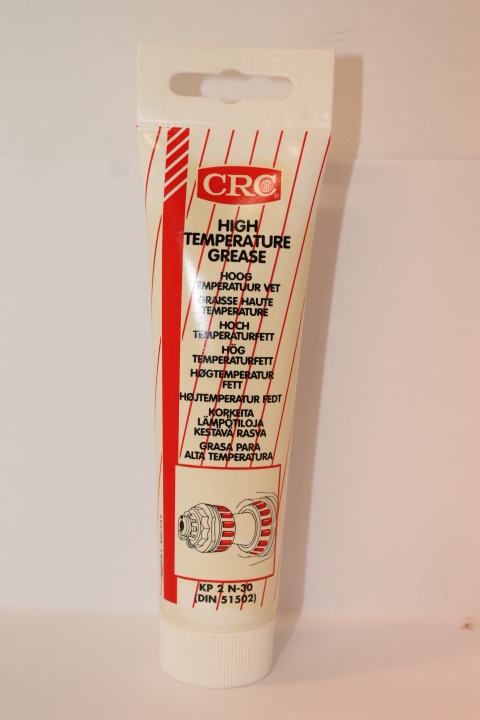 CRC®
HIGH
TEMPERATURE
GREASE
HOOG
TEMPERATUUR VET
GRAISSE HAUTE
TEMPERATURE
HOCH
TEMPERATURFETT
HÖG
TEMPERATURFETT
HØGTEMPERATUR
FETT
HØJTEMPERATUR FEDT
KORKEITA
LÄMPÖTILOJA
KESTÄVÄ RASVA
GRASA PARA
ALTA TEMPERATURA
KP 2 N-30
(DIN 51502)